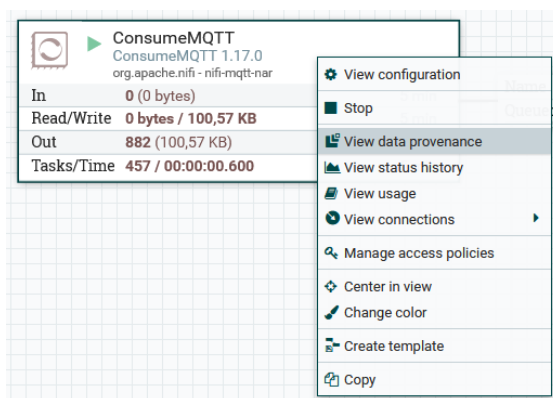 ConsumeMQTT
ConsumeMQTT 1.17.0
org.apache.nifi - nifi-mqtt-nar
In 0 (0 bytes)
Read/Write 0 bytes / 100,57 KB
Out 882 (100,57 KB)
Tasks/Time 457 / 00:00:00.600
View configuration
Stop
View data provenance
View status history
View usage
View connections
Manage access policies
Center in view
Change color
Create template
Copy